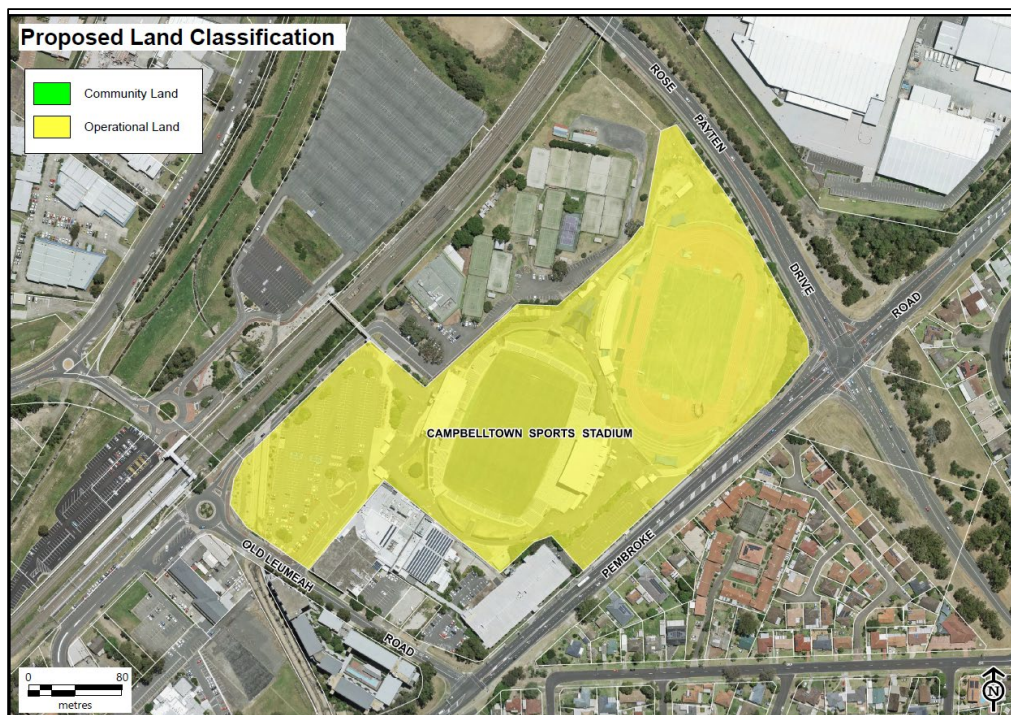 Proposed Land Classification
Community Land
Operational Land
ROSE
PAYTEN
DRIVE
ROAD
CAMPBELLTOWN SPORTS STADIUM
PEMBROKE
OLD LEUMEAH
ROAD
0 80
metres
N